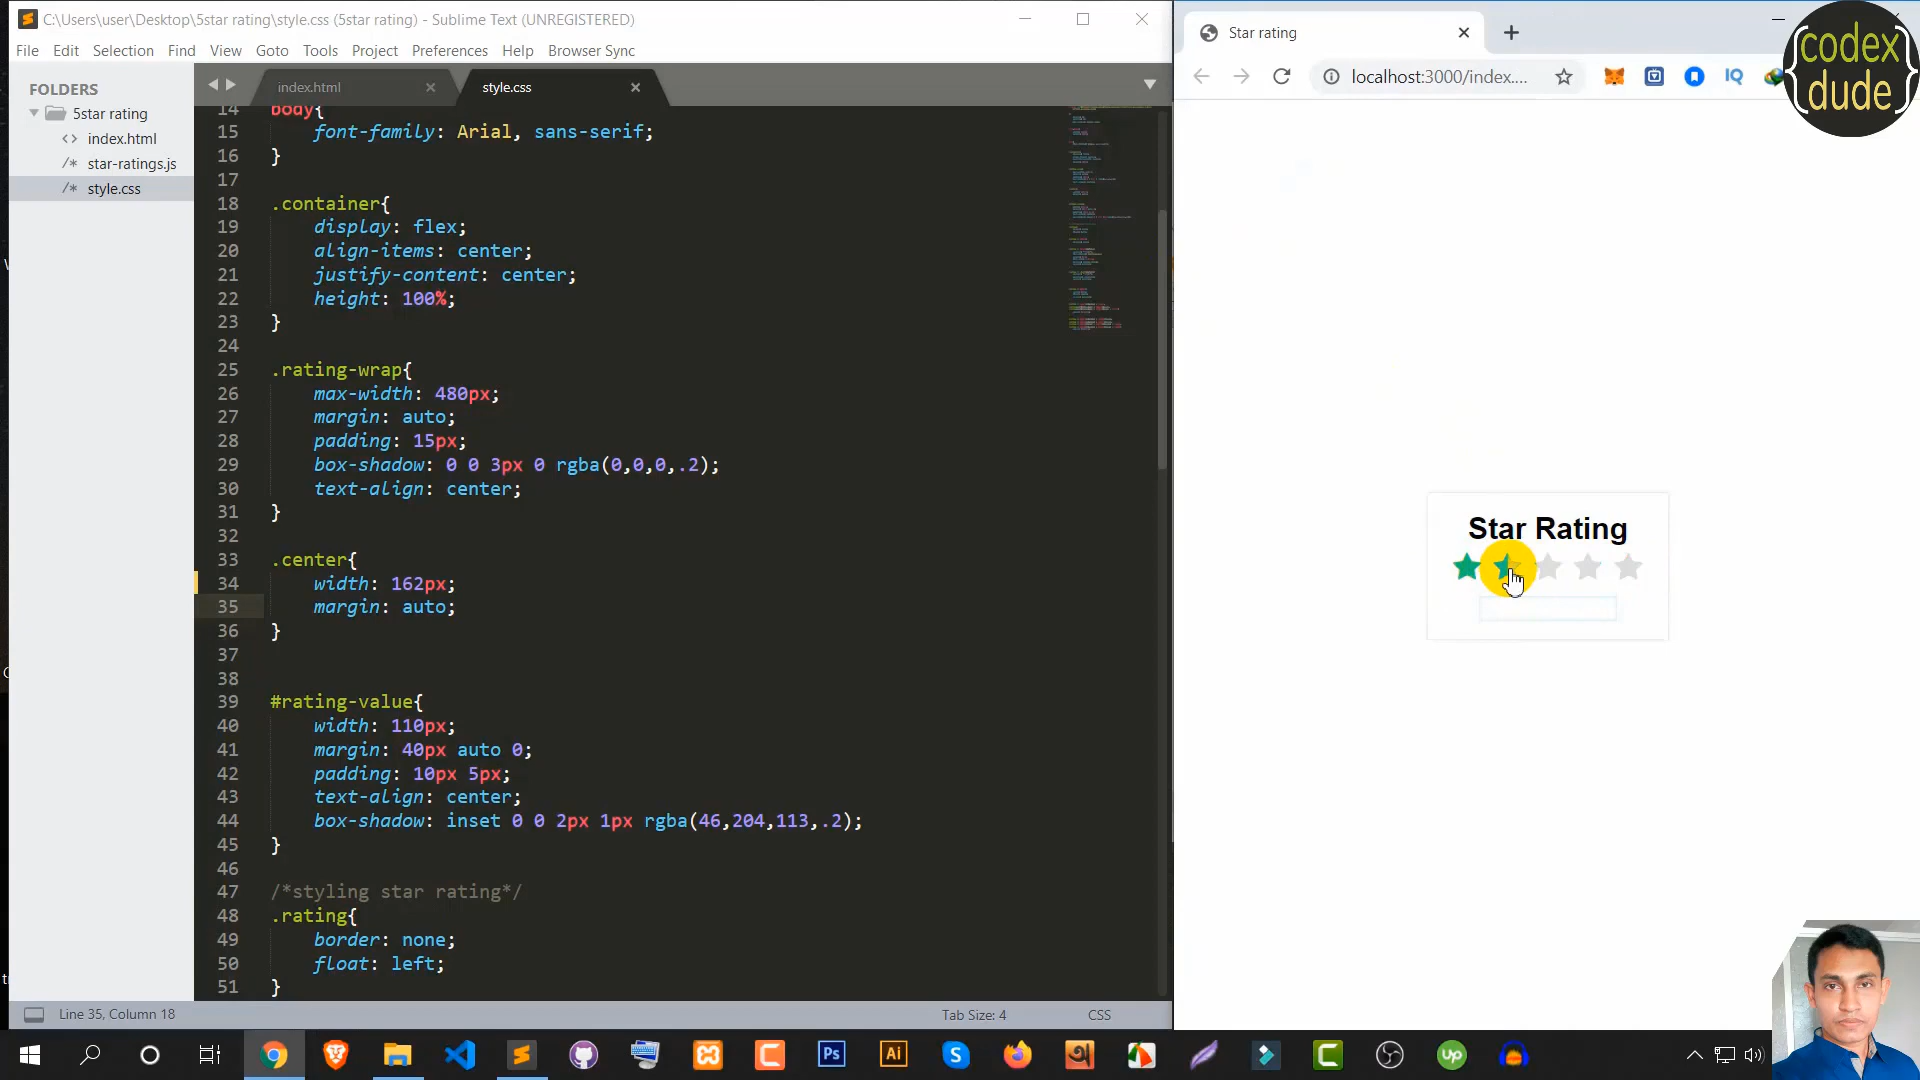 C:\Users\user\Desktop\5star rating\style.css (5star rating) - Sublime Text (UNREGISTERED)
File Edit Selection Find View Goto Tools Project Preferences Help Browser Sync
FOLDERS
5star rating
<> index.html
/* star-ratings.js
/* style.css
index.html
style.css
14 body{
15 font-family: Arial, sans-serif;
16 }
17
18 .container{
19 display: flex;
20 align-items: center;
21 justify-content: center;
22 height: 100%;
23 }
24
25 .rating-wrap{
26 max-width: 480px;
27 margin: auto;
28 padding: 15px;
29 box-shadow: 0 0 3px 0 rgba(0,0,0,.2);
30 text-align: center;
31 }
32
33 .center{
34 width: 162px;
35 margin: auto;
36 }
37
38
39 #rating-value{
40 width: 110px;
41 margin: 40px auto 0;
42 padding: 10px 5px;
43 text-align: center;
44 box-shadow: inset 0 0 2px 1px rgba(46,204,113,.2);
45 }
46
47 /*styling star rating*/
48 .rating{
49 border: none;
50 float: left;
51 }
Line 35, Column 18
Tab Size: 4
CSS
Star rating
localhost:3000/index....
IQ
{codex
dude}
Star Rating
Ps
Ai
S
C
C
up